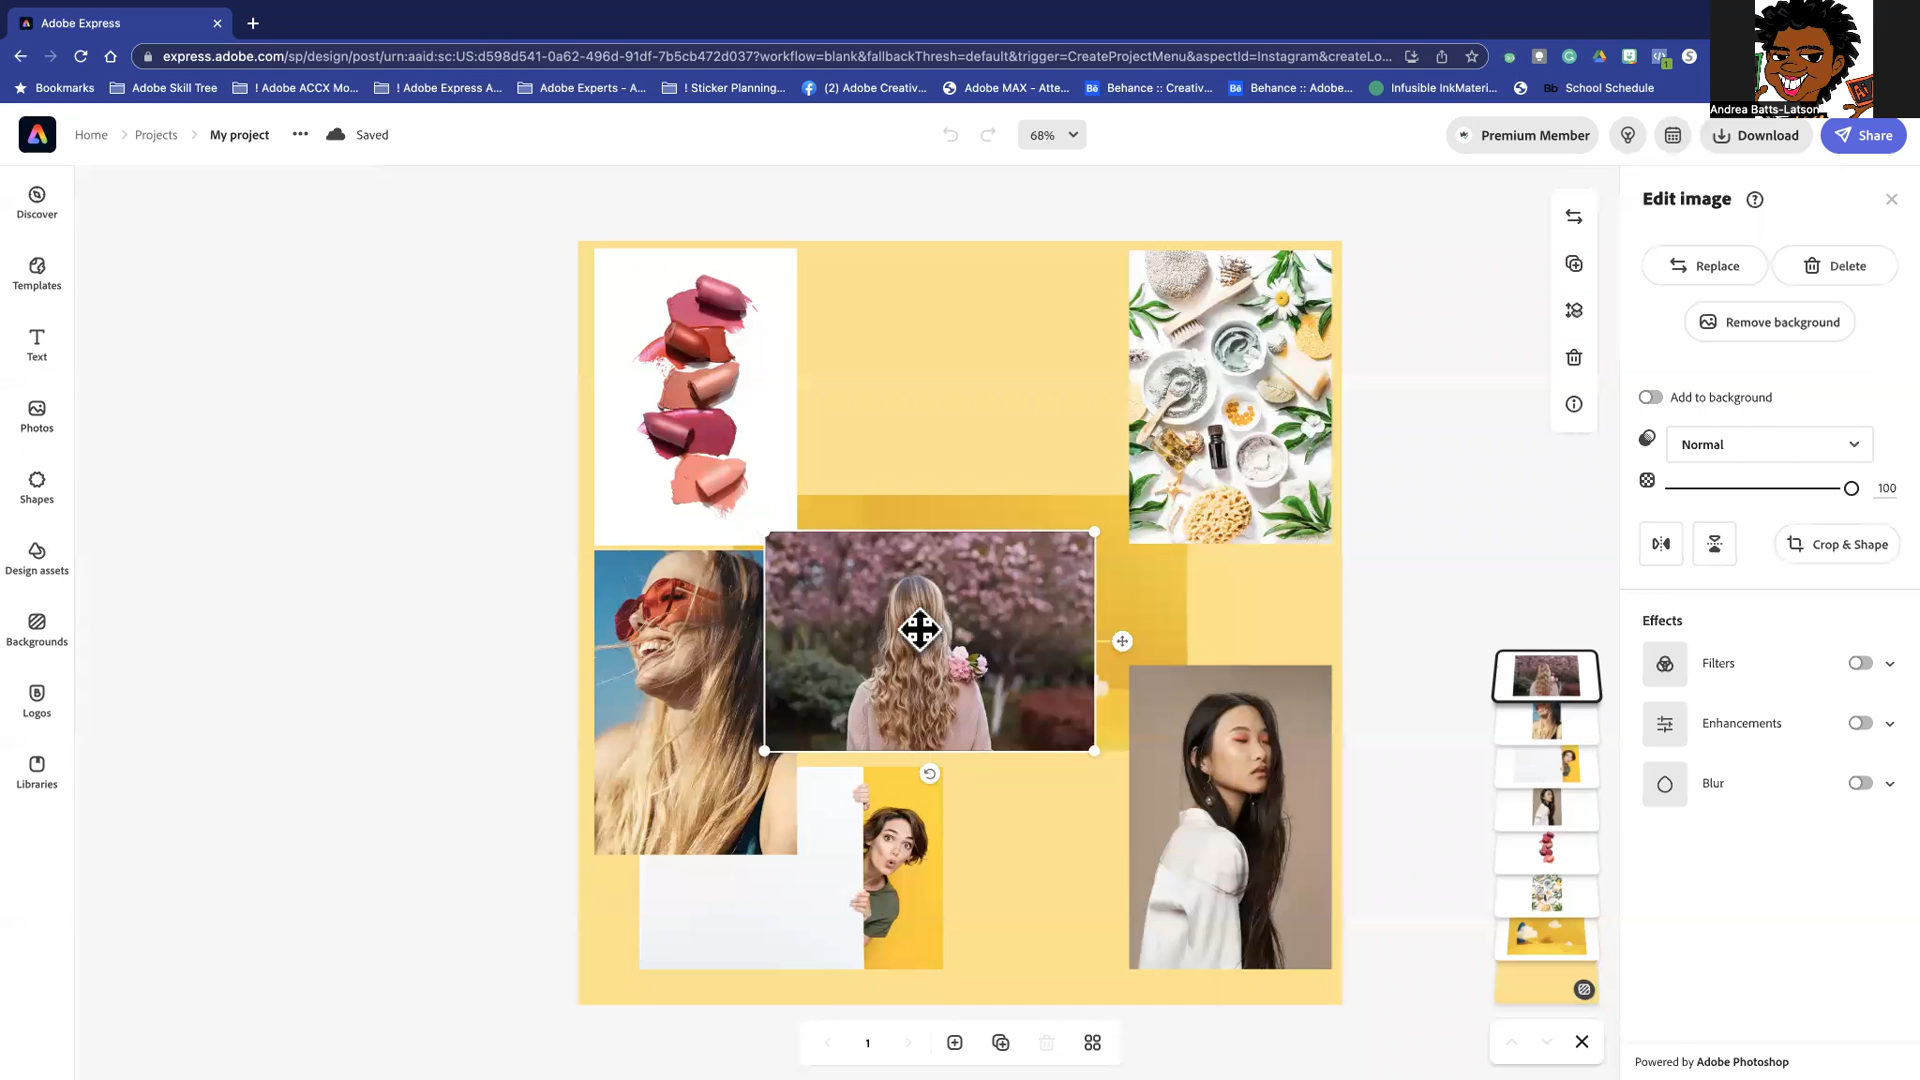 Adobe Express
express.adobe.com/sp/design/post/urn:aaid:sc:US:d598d541-0a62-496d-91df-7b5cb472d037?workflow=blank&fallbackThresh=default&trigger=CreateProjectMenu&aspectId=Instagram&createLo...
Bookmarks Adobe Skill Tree ! Adobe ACCX Mo... ! Adobe Express A... Adobe Experts - A... ! Sticker Planning... (2) Adobe Creativ... Adobe MAX - Atte... Bē Behance :: Creativ... Bē Behance :: Adobe... Infusible InkMateri... Bb School Schedule
Andrea Batts-Latson
Home Projects My project ••• Saved 68% Premium Member Download Share
Discover
Templates
Text
Photos
Shapes
Design assets
Backgrounds
Logos
Libraries
Edit image
Replace Delete
Remove background
Add to background
Normal
100
Crop & Shape
Effects
Filters
Enhancements
Blur
1
Powered by Adobe Photoshop